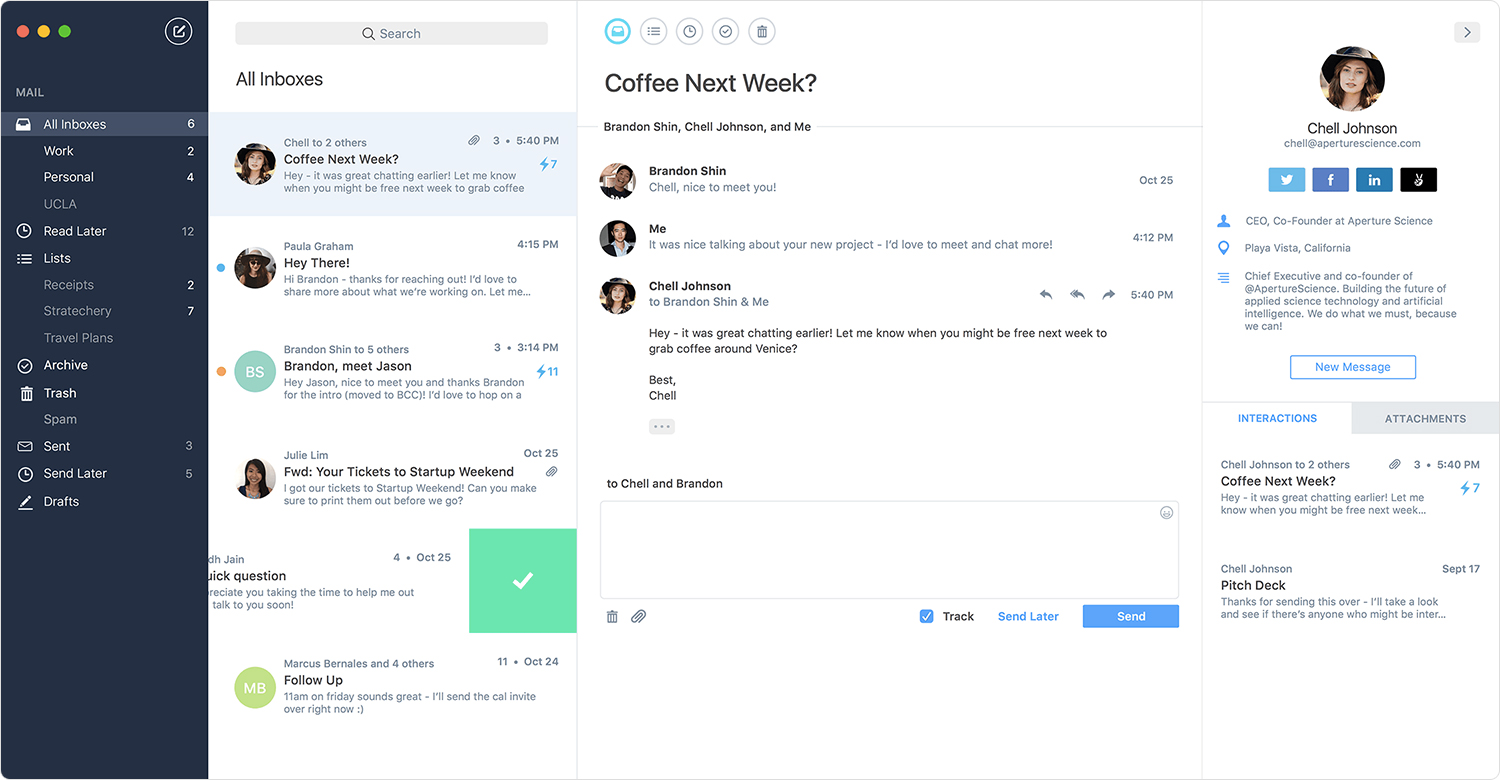 MAIL
All Inboxes 6
Work 2
Personal 4
UCLA
Read Later 12
Lists
Receipts 2
Stratechery 7
Travel Plans
Archive
Trash
Spam
Sent 3
Send Later 5
Drafts
Search
All Inboxes
Chell to 2 others 3 • 5:40 PM
Coffee Next Week? 7
Hey - it was great chatting earlier! Let me know
when you might be free next week to grab coffee
Paula Graham 4:15 PM
Hey There!
Hi Brandon - thanks for reaching out! I'd love to
share more about what we're working on. Let me...
Brandon Shin to 5 others 3 • 3:14 PM
BS Brandon, meet Jason 11
Hey Jason, nice to meet you and thanks Brandon
for the intro (moved to BCC)! I'd love to hop on a
Julie Lim Oct 25
Fwd: Your Tickets to Startup Weekend
I got our tickets to Startup Weekend! Can you make
sure to print them out before we go?
dh Jain 4 • Oct 25
uick question
reciate you taking the time to help me out
talk to you soon!
Marcus Bernales and 4 others 11 • Oct 24
MB Follow Up
11am on friday sounds great - I'll send the cal invite
over right now :)
Coffee Next Week?
Brandon Shin, Chell Johnson, and Me
Brandon Shin
Chell, nice to meet you! Oct 25
Me
It was nice talking about your new project - I'd love to meet and chat more! 4:12 PM
Chell Johnson
to Brandon Shin & Me 5:40 PM
Hey - it was great chatting earlier! Let me know when you might be free next week to
grab coffee around Venice?
Best,
Chell
to Chell and Brandon
Track Send Later Send
Chell Johnson
chell@aperturescience.com
f in
CEO, Co-Founder at Aperture Science
Playa Vista, California
Chief Executive and co-founder of
@ApertureScience. Building the future of
applied science technology and artificial
intelligence. We do what we must, because
we can!
New Message
INTERACTIONS ATTACHMENTS
Chell Johnson to 2 others 3 • 5:40 PM
Coffee Next Week? 7
Hey - it was great chatting earlier! Let me
know when you might be free next week...
Chell Johnson Sept 17
Pitch Deck
Thanks for sending this over - I'll take a look
and see if there's anyone who might be inter...